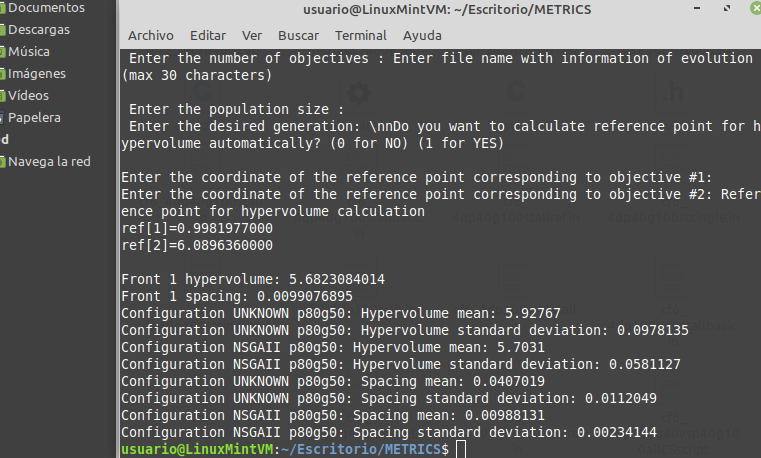 Documentos
Descargas
Música
Imágenes
Vídeos
Papelera
d
Navega la red
usuario@LinuxMintVM: ~/Escritorio/METRICS
Archivo Editar Ver Buscar Terminal Ayuda
Enter the number of objectives : Enter file name with information of evolution
(max 30 characters)
Enter the population size :
Enter the desired generation: \nnDo you want to calculate reference point for h
ypervolume automatically? (0 for NO) (1 for YES)
Enter the coordinate of the reference point corresponding to objective #1:
Enter the coordinate of the reference point corresponding to objective #2: Refer
ence point for hypervolume calculation
ref[1]=0.9981977000
ref[2]=6.0896360000
Front 1 hypervolume: 5.6823084014
Front 1 spacing: 0.0099076895
Configuration UNKNOWN p80g50: Hypervolume mean: 5.92767
Configuration UNKNOWN p80g50: Hypervolume standard deviation: 0.0978135
Configuration NSGAII p80g50: Hypervolume mean: 5.7031
Configuration NSGAII p80g50: Hypervolume standard deviation: 0.0581127
Configuration UNKNOWN p80g50: Spacing mean: 0.0407019
Configuration UNKNOWN p80g50: Spacing standard deviation: 0.0112049
Configuration NSGAII p80g50: Spacing mean: 0.00988131
Configuration NSGAII p80g50: Spacing standard deviation: 0.00234144
usuario@LinuxMintVM:~/Escritorio/METRICS$